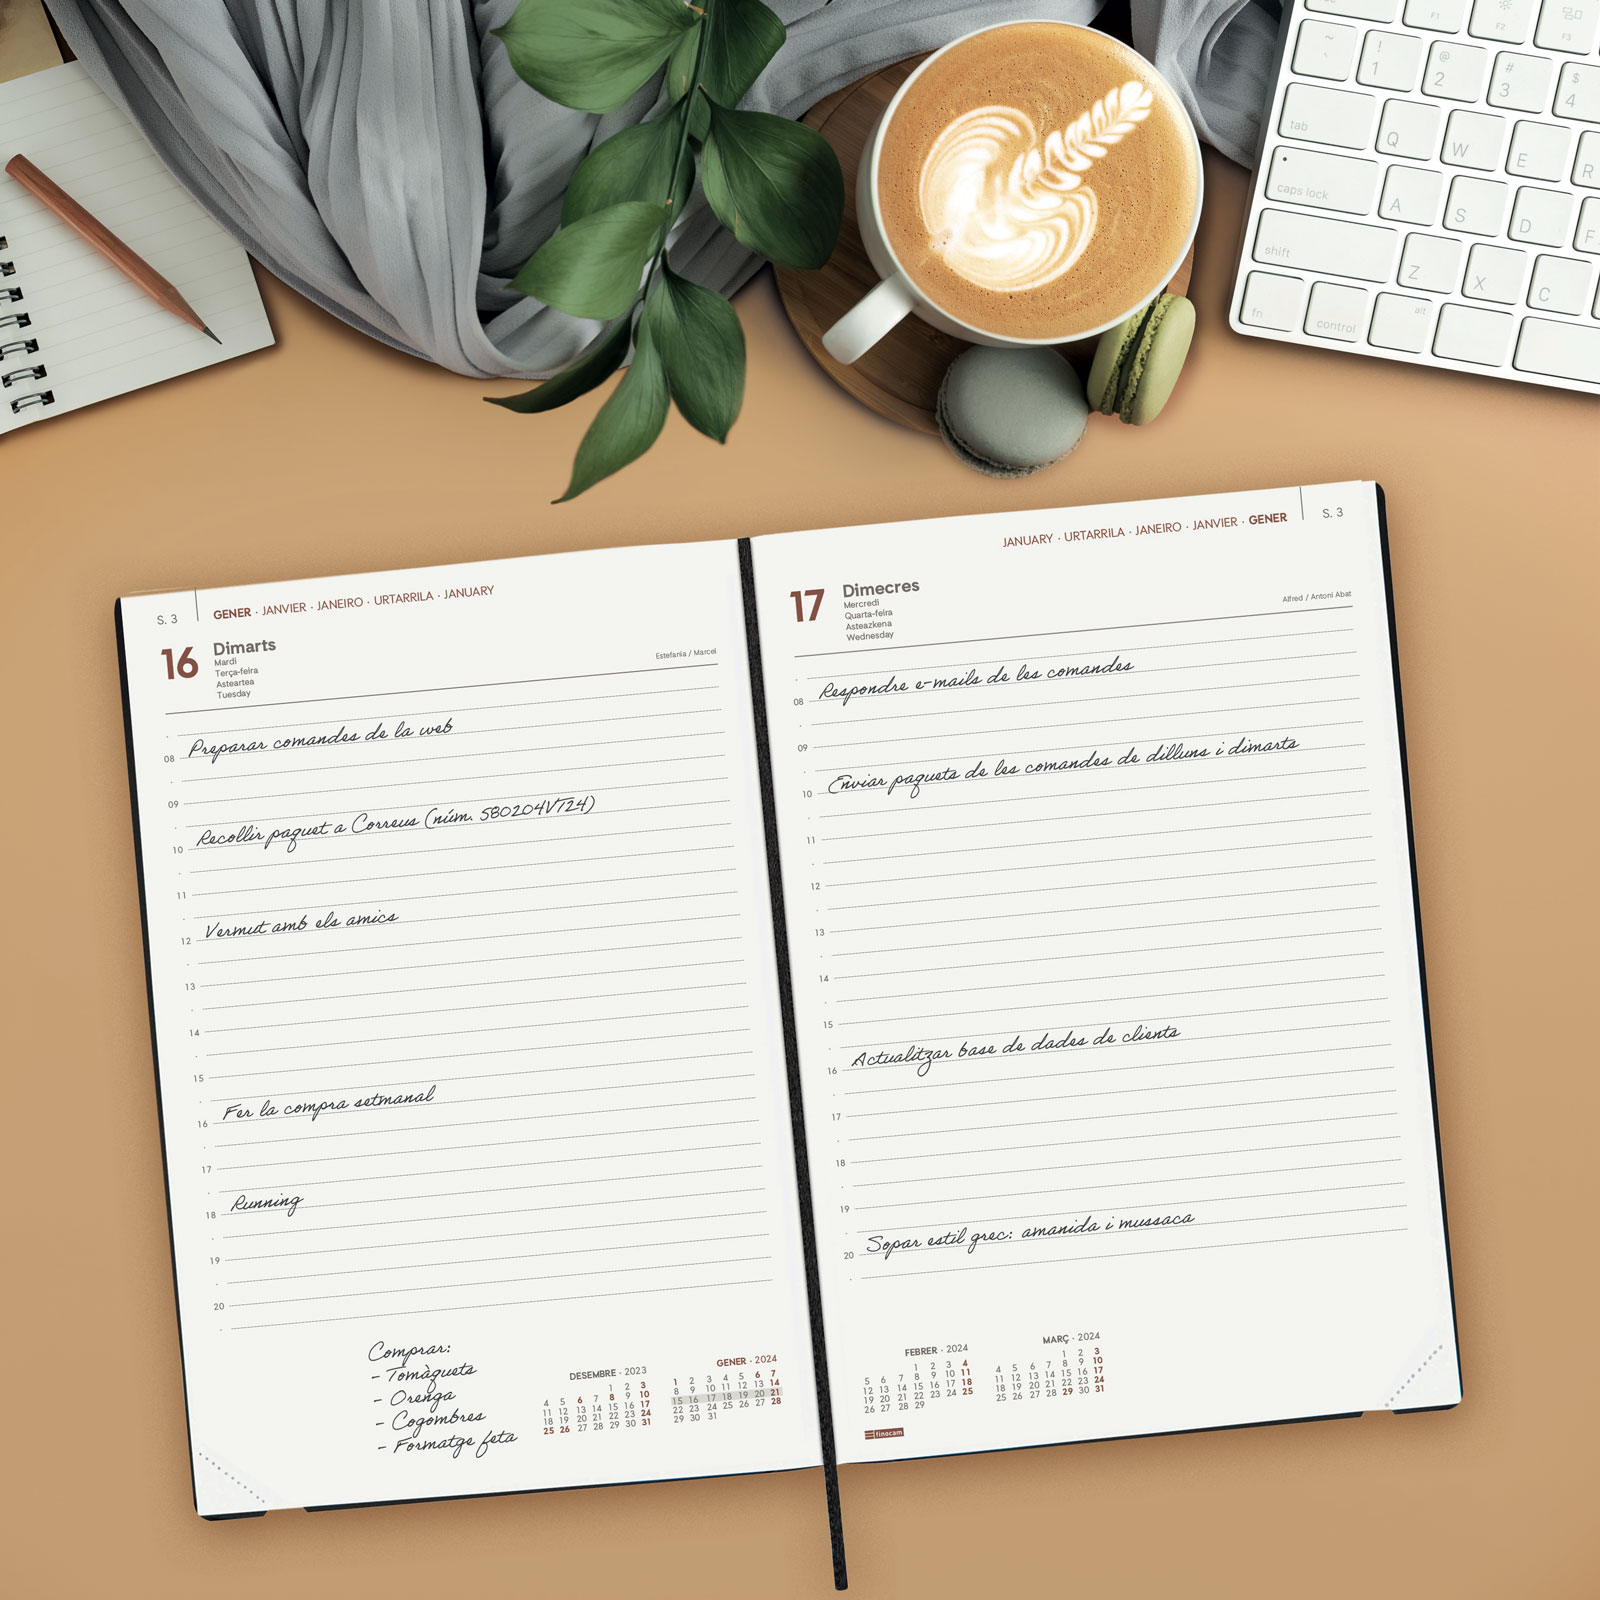 ~
`
!
1
@
2
#
3
$
4
F1
F2
F3
tab
Q
W
E
R
caps lock
A
S
D
F
shift
Z
X
C
fn
control
alt
S. 3
GENER · JANVIER · JANEIRO · URTARRILA · JANUARY
16
Dimarts
Mardi
Terça-feira
Asteartea
Tuesday
Estefania / Marcel
08 Preparar comandes de la web
09
10 Recollir paquet a Correus (núm. 580204VT24)
11
12 Vermut amb els amics
13
14
15
16 Fer la compra setmanal
17
18 Running
19
20
Comprar:
- Tomàquets
- Orenga
- Cogombres
- Formatge feta
DESEMBRE · 2023
1 2 3
4 5 6 7 8 9 10
11 12 13 14 15 16 17
18 19 20 21 22 23 24
25 26 27 28 29 30 31
GENER · 2024
1 2 3 4 5 6 7
8 9 10 11 12 13 14
15 16 17 18 19 20 21
22 23 24 25 26 27 28
29 30 31
JANUARY · URTARRILA · JANEIRO · JANVIER · GENER
S. 3
17
Dimecres
Mercredi
Quarta-feira
Asteazkena
Wednesday
Alfred / Antoni Abat
08 Respondre e-mails de les comandes
09
10 Enviar paquets de les comandes de dilluns i dimarts
11
12
13
14
15
16 Actualitzar base de dades de clients
17
18
19
20 Sopar estil grec: amanida i mussaca
FEBRER · 2024
1 2 3 4
5 6 7 8 9 10 11
12 13 14 15 16 17 18
19 20 21 22 23 24 25
26 27 28 29
MARÇ · 2024
1 2 3
4 5 6 7 8 9 10
11 12 13 14 15 16 17
18 19 20 21 22 23 24
25 26 27 28 29 30 31
finocam